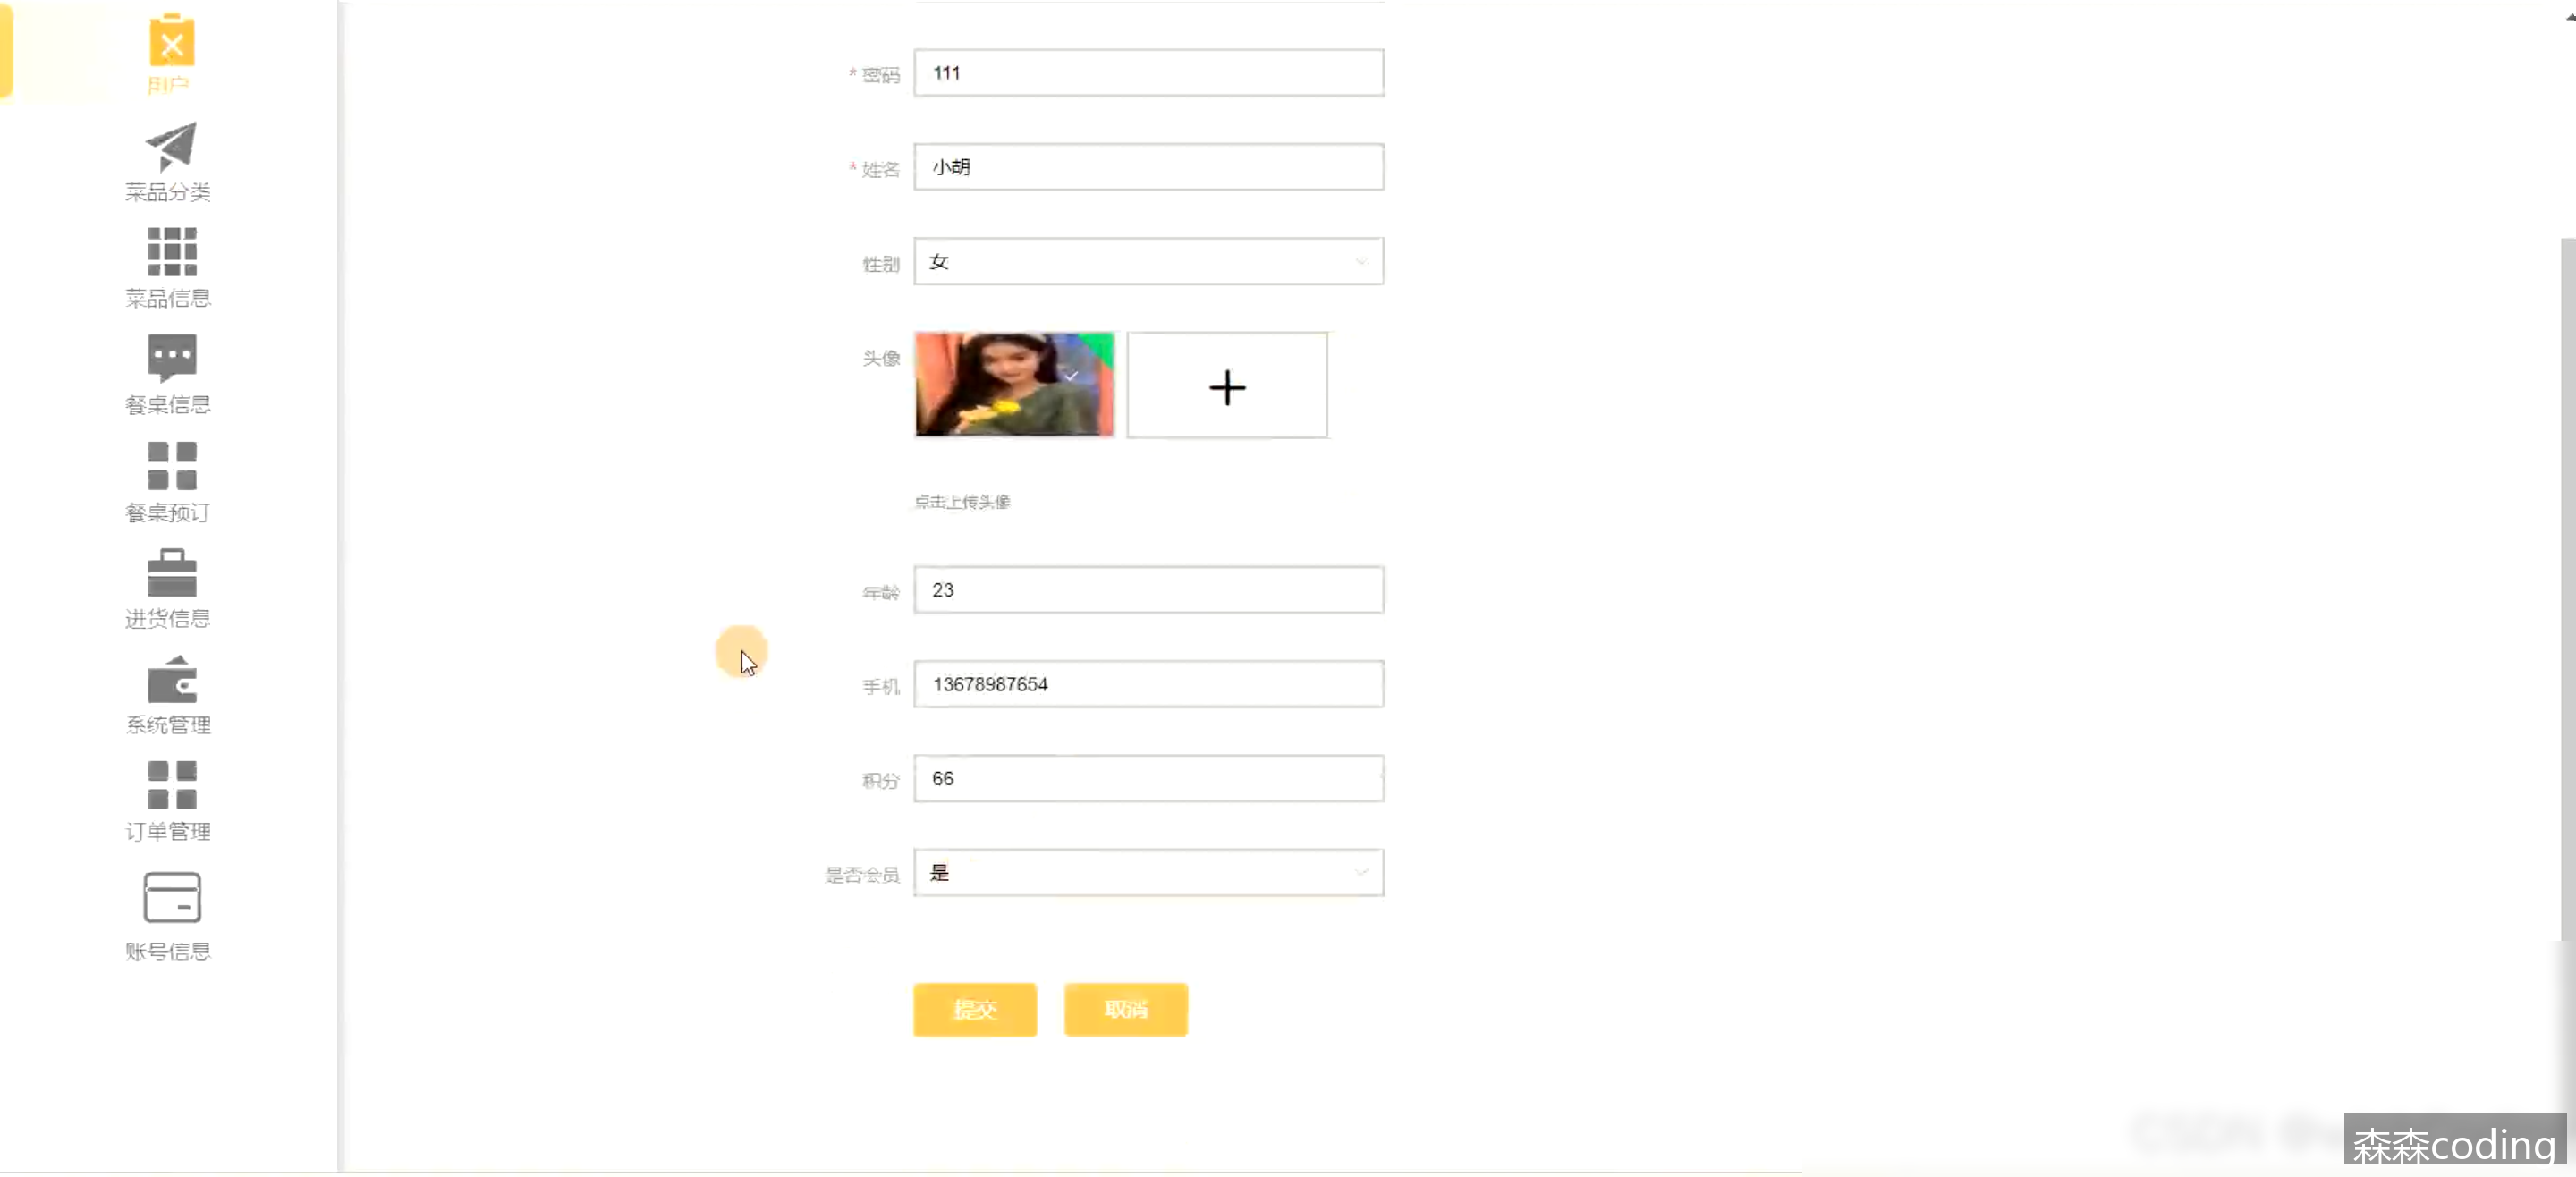 用户
菜品分类
菜品信息
餐桌信息
餐桌预订
进货信息
系统管理
订单管理
账号信息
* 密码 111
* 姓名 小胡
性别 女
头像
点击上传头像
年龄 23
手机 13678987654
积分 66
是否会员 是
提交 取消
CSDN
森森coding